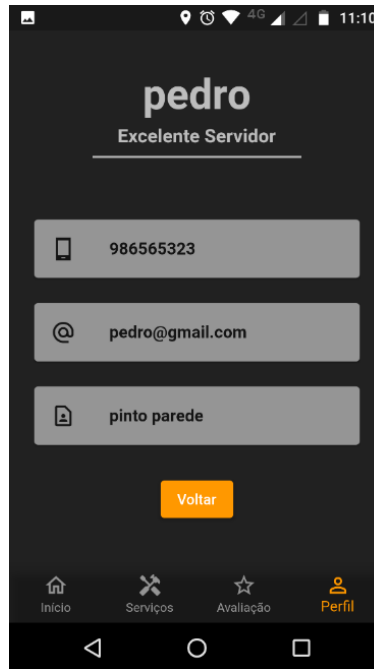 4G 11:10
pedro
Excelente Servidor
986565323
pedro@gmail.com
pinto parede
Voltar
Início Serviços Avaliação Perfil